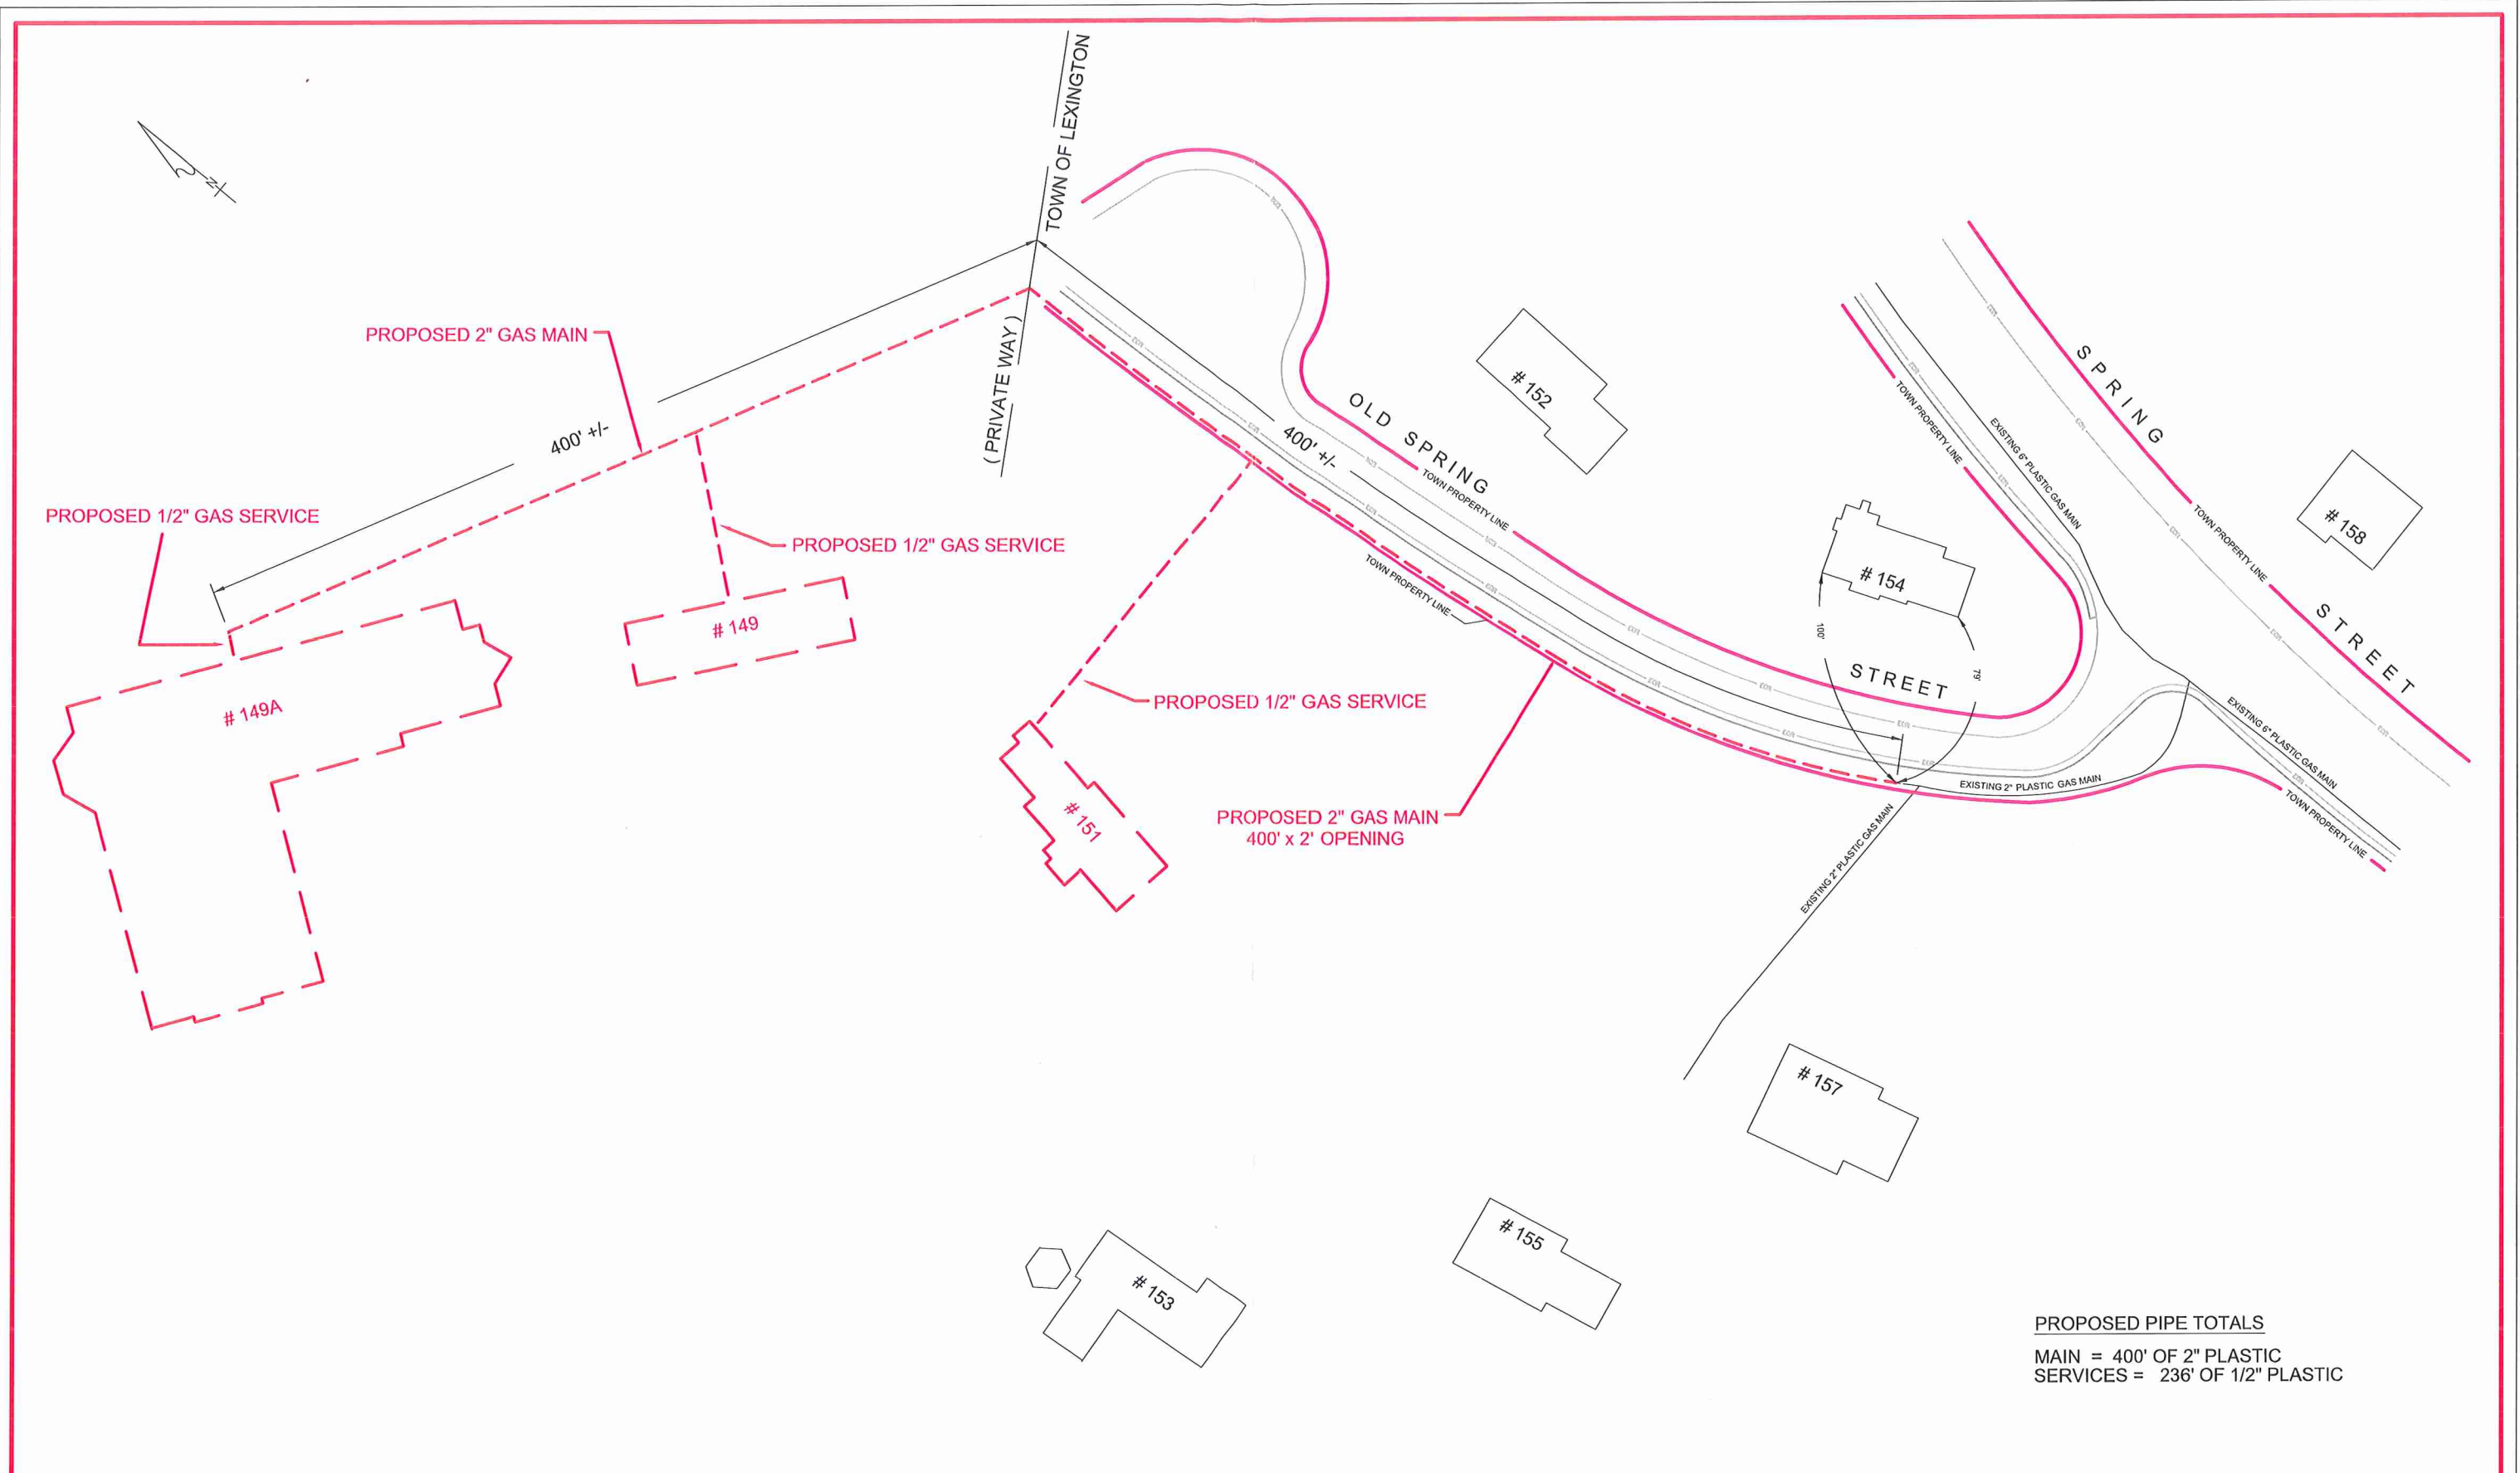 TOWN OF LEXINGTON
( PRIVATE WAY )
N
PROPOSED 2" GAS MAIN
400' +/-
PROPOSED 1/2" GAS SERVICE
PROPOSED 1/2" GAS SERVICE
# 149
# 149A
PROPOSED 1/2" GAS SERVICE
# 151
PROPOSED 2" GAS MAIN
400' x 2' OPENING
400' +/-
OLD SPRING
STREET
TOWN PROPERTY LINE
TOWN PROPERTY LINE
# 152
# 154
100'
79'
TOWN PROPERTY LINE
EXISTING 6" PLASTIC GAS MAIN
SPRING
STREET
TOWN PROPERTY LINE
# 158
EXISTING 6" PLASTIC GAS MAIN
EXISTING 2" PLASTIC GAS MAIN
TOWN PROPERTY LINE
EXISTING 2" PLASTIC GAS MAIN
# 157
# 155
# 153
PROPOSED PIPE TOTALS
MAIN = 400' OF 2" PLASTIC
SERVICES = 236' OF 1/2" PLASTIC